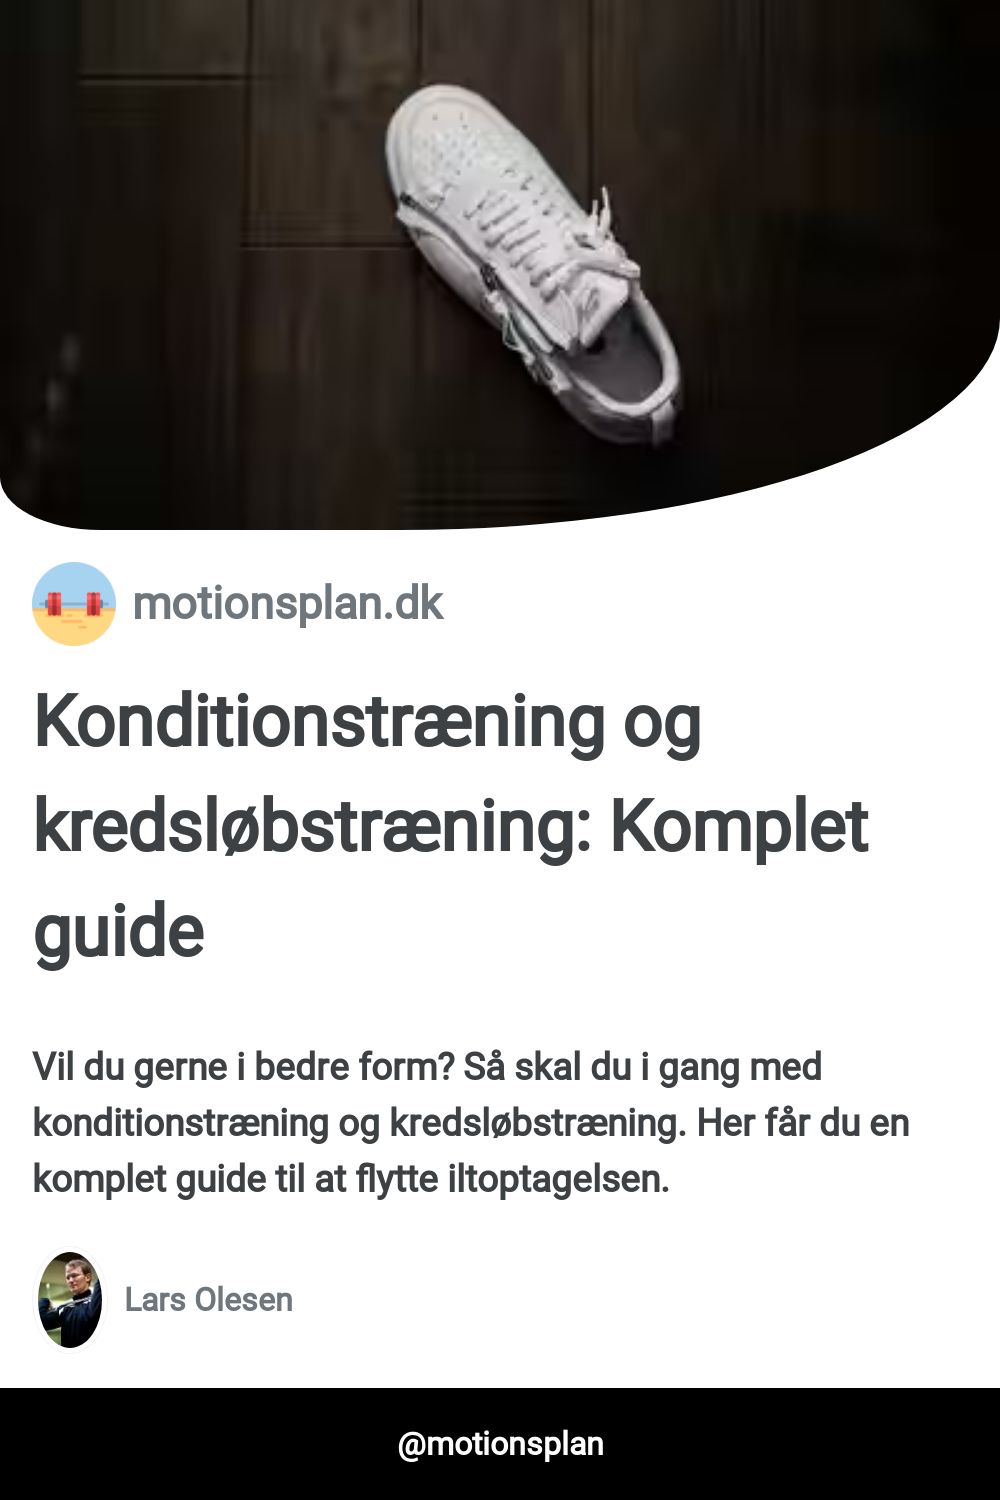 motionsplan.dk
Konditionstræning og
kredsløbstræning: Komplet
guide
Vil du gerne i bedre form? Så skal du i gang med
konditionstræning og kredsløbstræning. Her får du en
komplet guide til at flytte iltoptagelsen.
Lars Olesen
@motionsplan